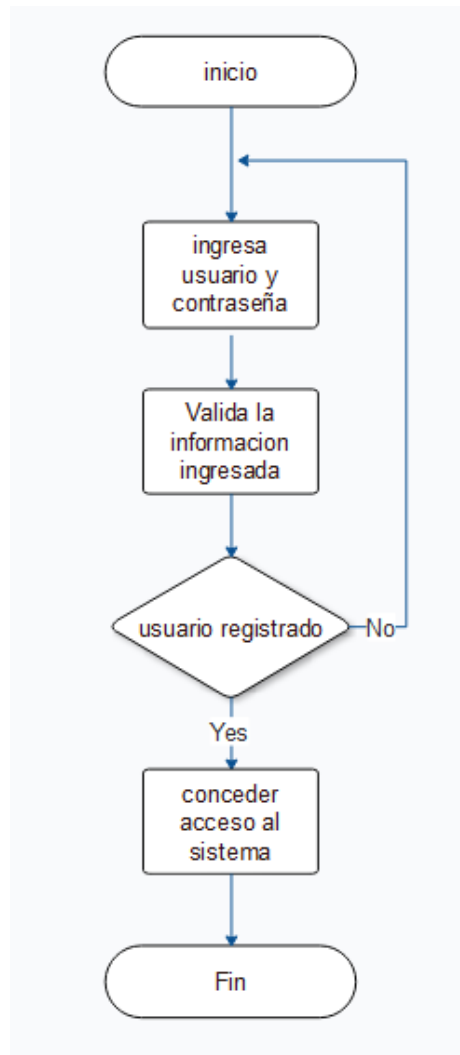 inicio
ingresa
usuario y
contraseña
Valida la
informacion
ingresada
usuario registrado
No
Yes
conceder
acceso al
sistema
Fin